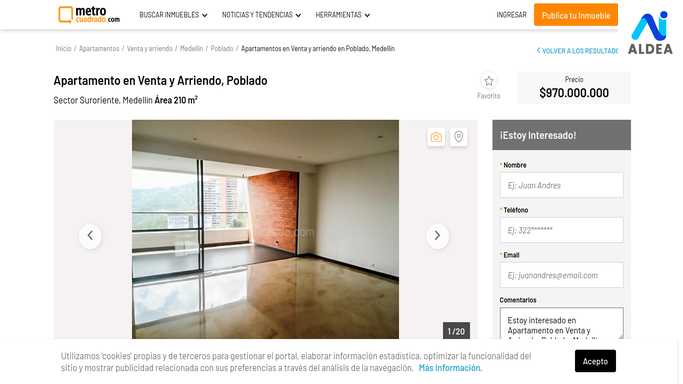 metro
cuadrado.com
BUSCAR INMUEBLES
NOTICIAS Y TENDENCIAS
HERRAMIENTAS
INGRESAR
Publica tu Inmueble
ALDEA
Inicio / Apartamentos / Venta y arriendo / Medellín / Poblado / Apartamentos en Venta y arriendo en Poblado, Medellín
VOLVER A LOS RESULTAD
Apartamento en Venta y Arriendo, Poblado
Sector Suroriente, Medellín Área 210 m²
Favorito
Precio
$970.000.000
¡Estoy Interesado!
* Nombre
Ej: Juan Andres
* Teléfono
Ej: 322*******
* Email
Ej: juanandres@email.com
Comentarios
Estoy interesado en
Apartamento en Venta y
1/20
Utilizamos 'cookies' propias y de terceros para gestionar el portal, elaborar información estadística, optimizar la funcionalidad del
sitio y mostrar publicidad relacionada con sus preferencias a través del análisis de la navegación. Más Información.
Acepto